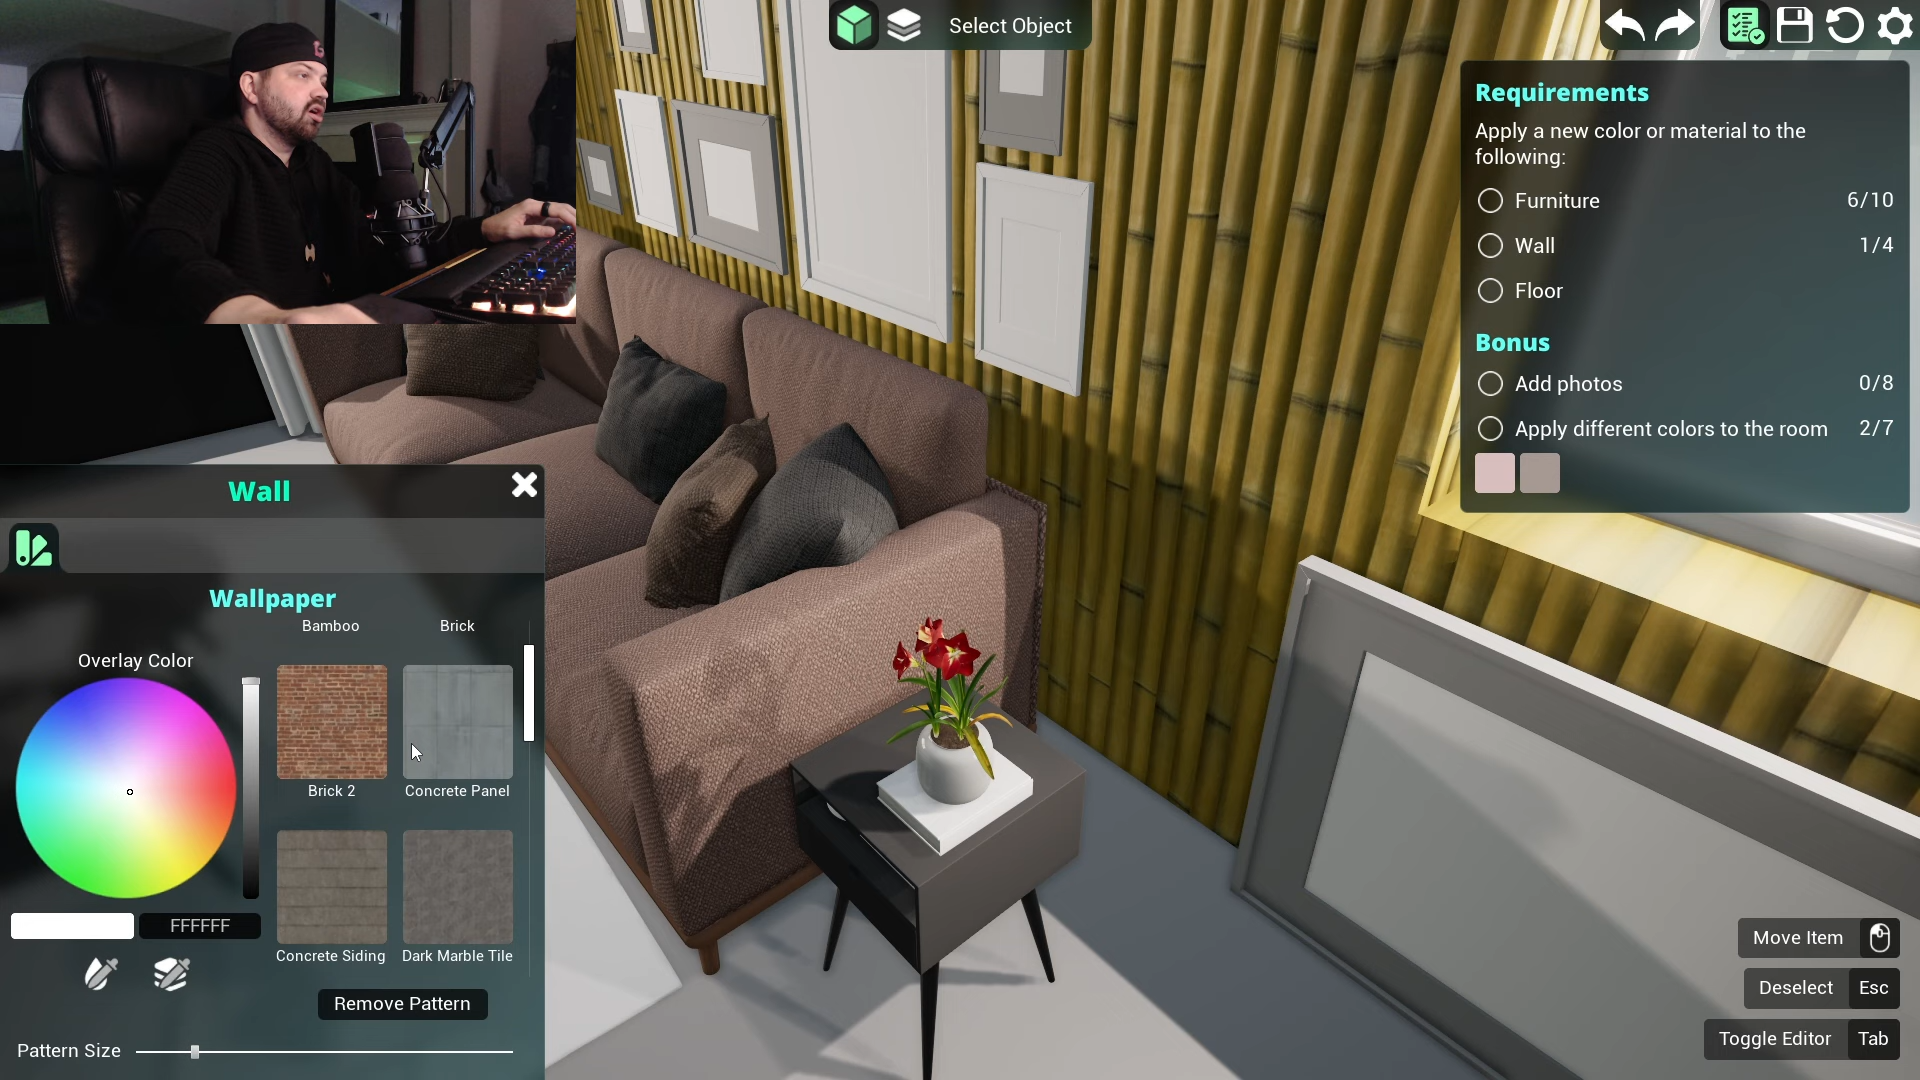 Select Object
Requirements
Apply a new color or material to the
following:
Furniture 6/10
Wall 1/4
Floor
Bonus
Add photos 0/8
Apply different colors to the room 2/7
Wall
Wallpaper
Bamboo Brick
Overlay Color
Brick 2 Concrete Panel
FFFFFF
Concrete Siding Dark Marble Tile
Remove Pattern
Pattern Size
Move Item
Deselect Esc
Toggle Editor Tab